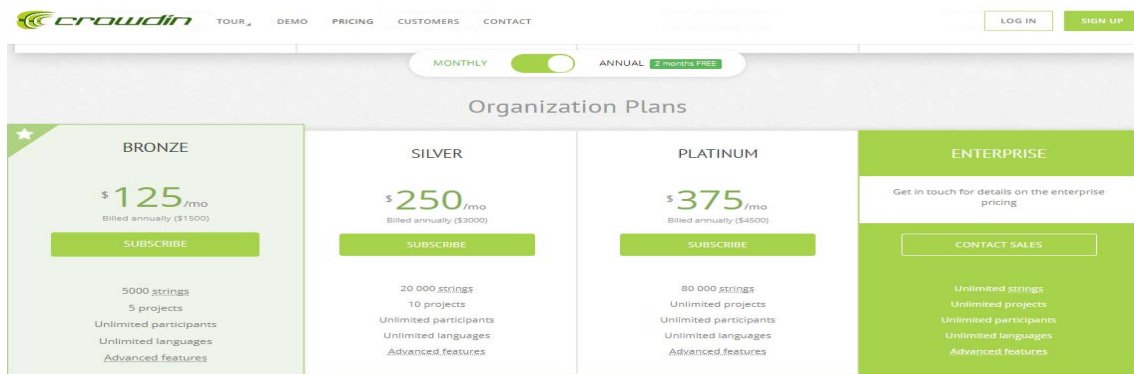 crowdin TOUR DEMO PRICING CUSTOMERS CONTACT LOG IN SIGN UP
MONTHLY ANNUAL 2 months FREE
Organization Plans
BRONZE
$125/mo
Billed annually ($1500)
SUBSCRIBE
5000 strings
5 projects
Unlimited participants
Unlimited languages
Advanced features
SILVER
$250/mo
Billed annually ($3000)
SUBSCRIBE
20 000 strings
10 projects
Unlimited participants
Unlimited languages
Advanced features
PLATINUM
$375/mo
Billed annually ($4500)
SUBSCRIBE
80 000 strings
Unlimited projects
Unlimited participants
Unlimited languages
Advanced features
ENTERPRISE
Get in touch for details on the enterprise
pricing
CONTACT SALES
Unlimited strings
Unlimited projects
Unlimited participants
Unlimited languages
Advanced features